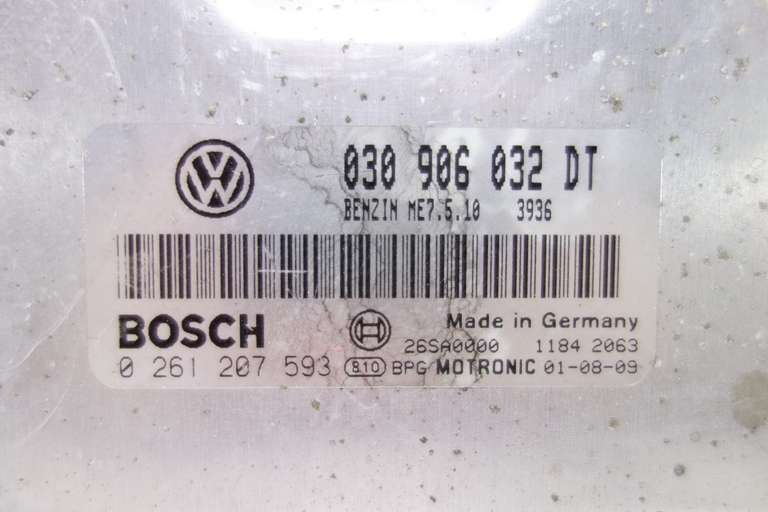 030 906 032 DT
BENZIN ME7.5.10 3936
BOSCH
Made in Germany
26SA0000 1184 2063
0 261 207 593 810 BPG MOTRONIC 01-08-09